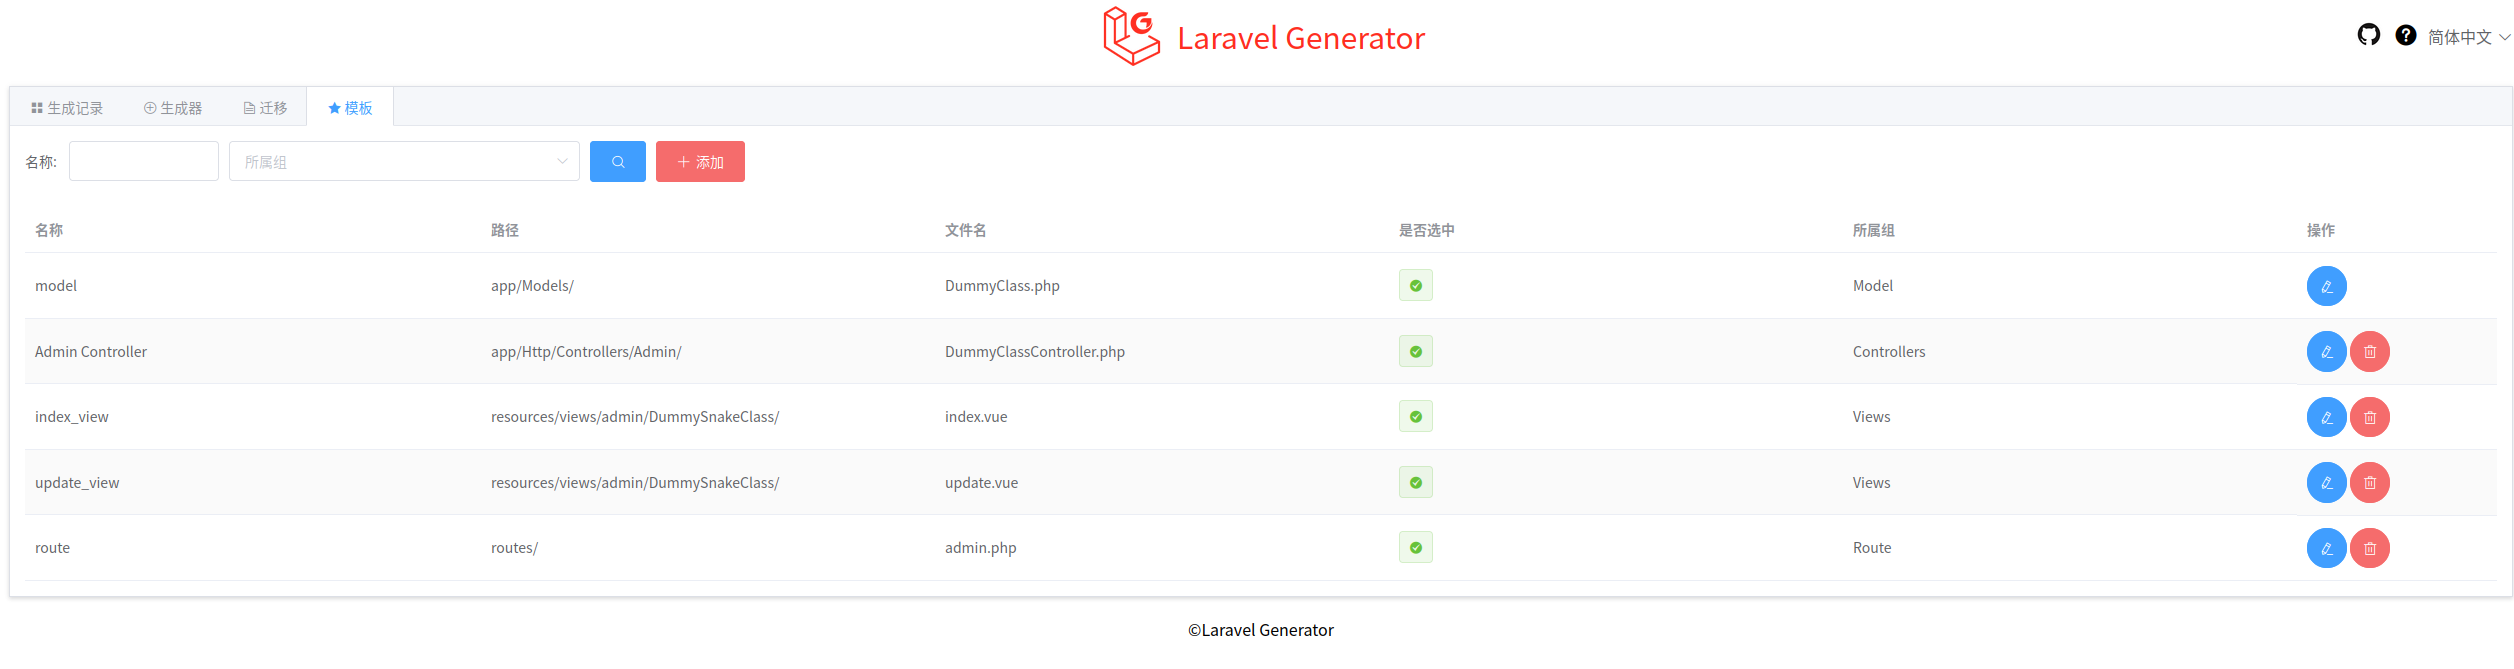 Laravel Generator
简体中文
生成记录 生成器 迁移 模板
名称: 所属组 添加
名称 路径 文件名 是否选中 所属组 操作
model app/Models/ DummyClass.php Model
Admin Controller app/Http/Controllers/Admin/ DummyClassController.php Controllers
index_view resources/views/admin/DummySnakeClass/ index.vue Views
update_view resources/views/admin/DummySnakeClass/ update.vue Views
route routes/ admin.php Route
©Laravel Generator